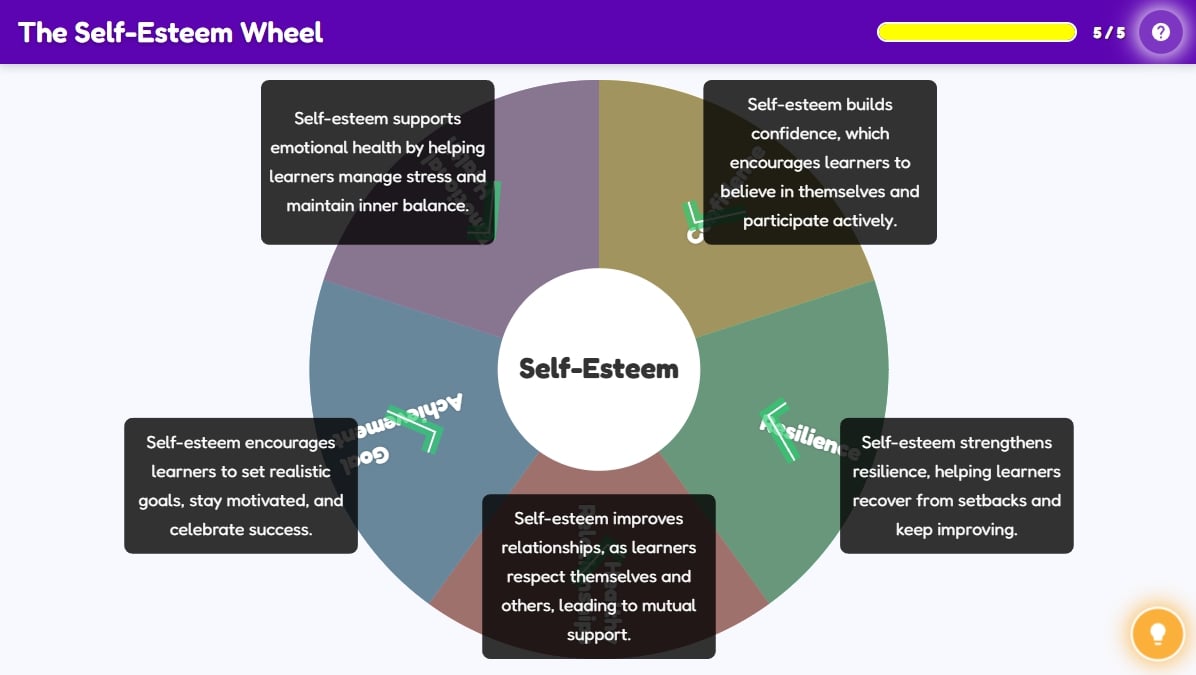 The Self-Esteem Wheel
5 / 5
Self-esteem supports
emotional health by helping
learners manage stress and
maintain inner balance.
Self-esteem builds
confidence, which
encourages learners to
believe in themselves and
participate actively.
Self-Esteem
Goal
Achievement
Resilience
Self-esteem encourages
learners to set realistic
goals, stay motivated, and
celebrate success.
Self-esteem improves
relationships, as learners
respect themselves and
others, leading to mutual
support.
Self-esteem strengthens
resilience, helping learners
recover from setbacks and
keep improving.